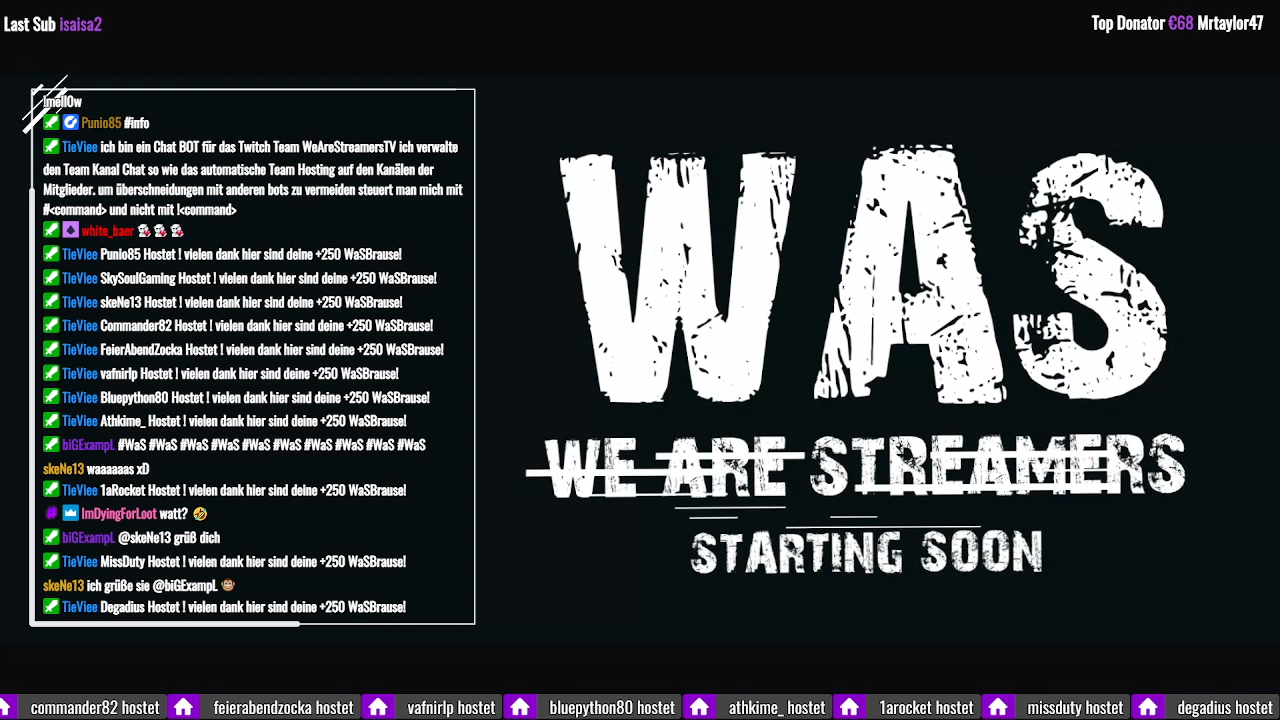 Last Sub isaisa2
Top Donator €68 Mrtaylor47
!mell0w
Punio85 #info
TieViee ich bin ein Chat BOT für das Twitch Team WeAreStreamersTV ich verwalte
den Team Kanal Chat so wie das automatische Team Hosting auf den Kanälen der
Mitglieder. um überschneidungen mit anderen bots zu vermeiden steuert man mich mit
#<command> und nicht mit !<command>
white_baer
TieViee Punio85 Hostet ! vielen dank hier sind deine +250 WaSBrause!
TieViee SkySoulGaming Hostet ! vielen dank hier sind deine +250 WaSBrause!
TieViee skeNe13 Hostet ! vielen dank hier sind deine +250 WaSBrause!
TieViee Commander82 Hostet ! vielen dank hier sind deine +250 WaSBrause!
TieViee FeierAbendZocka Hostet ! vielen dank hier sind deine +250 WaSBrause!
TieViee vafnirlp Hostet ! vielen dank hier sind deine +250 WaSBrause!
TieViee Bluepython80 Hostet ! vielen dank hier sind deine +250 WaSBrause!
TieViee Athkime_ Hostet ! vielen dank hier sind deine +250 WaSBrause!
biGExampL #WaS #WaS #WaS #WaS #WaS #WaS #WaS #WaS #WaS #WaS
skeNe13 waaaaaas xD
TieViee 1aRocket Hostet ! vielen dank hier sind deine +250 WaSBrause!
ImDyingForLoot watt? 🤣
biGExampL @skeNe13 grüß dich
TieViee MissDuty Hostet ! vielen dank hier sind deine +250 WaSBrause!
skeNe13 ich grüße sie @biGExampL 🐵
TieViee Degadius Hostet ! vielen dank hier sind deine +250 WaSBrause!
WAS
WE ARE STREAMERS
STARTING SOON
commander82 hostet feierabendzocka hostet vafnirlp hostet bluepython80 hostet athkime_ hostet 1arocket hostet missduty hostet degadius hostet